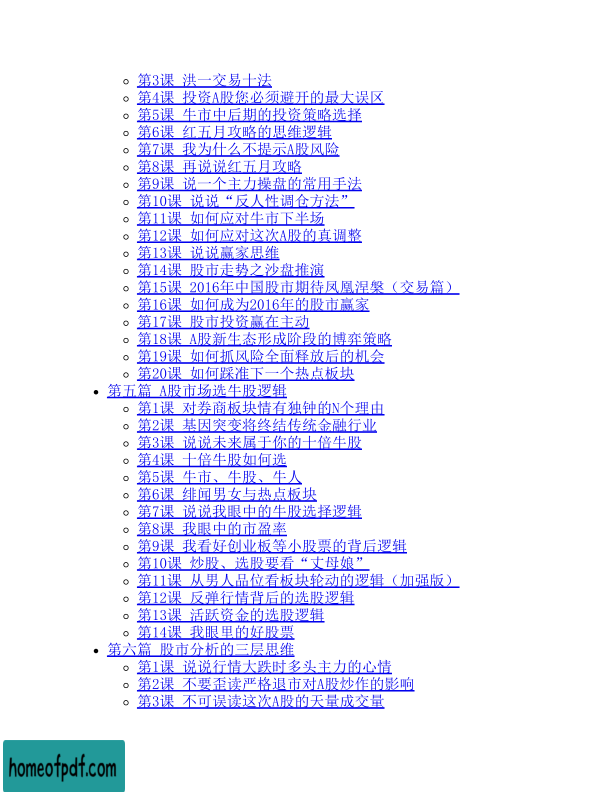 第3课 洪一交易十法
第4课 投资A股您必须避开的最大误区
第5课 牛市中后期的投资策略选择
第6课 红五月攻略的思维逻辑
第7课 我为什么不提示A股风险
第8课 再说说红五月攻略
第9课 说一个主力操盘的常用手法
第10课 说说“反人性调仓方法”
第11课 如何应对牛市下半场
第12课 如何应对这次A股的真调整
第13课 说说赢家思维
第14课 股市走势之沙盘推演
第15课 2016年中国股市期待凤凰涅槃（交易篇）
第16课 如何成为2016年的股市赢家
第17课 股市投资赢在主动
第18课 A股新生态形成阶段的博弈策略
第19课 如何抓风险全面释放后的机会
第20课 如何踩准下一个热点板块
第五篇 A股市场选牛股逻辑
第1课 对券商板块情有独钟的N个理由
第2课 基因突变将终结传统金融行业
第3课 说说未来属于你的十倍牛股
第4课 十倍牛股如何选
第5课 牛市、牛股、牛人
第6课 绯闻男女与热点板块
第7课 说说我眼中的牛股选择逻辑
第8课 我眼中的市盈率
第9课 我看好创业板等小股票的背后逻辑
第10课 炒股、选股要看“丈母娘”
第11课 从男人品位看板块轮动的逻辑（加强版）
第12课 反弹行情背后的选股逻辑
第13课 活跃资金的选股逻辑
第14课 我眼里的好股票
第六篇 股市分析的三层思维
第1课 说说行情大跌时多头主力的心情
第2课 不要歪读严格退市对A股炒作的影响
第3课 不可误读这次A股的天量成交量
homeofpdf.com